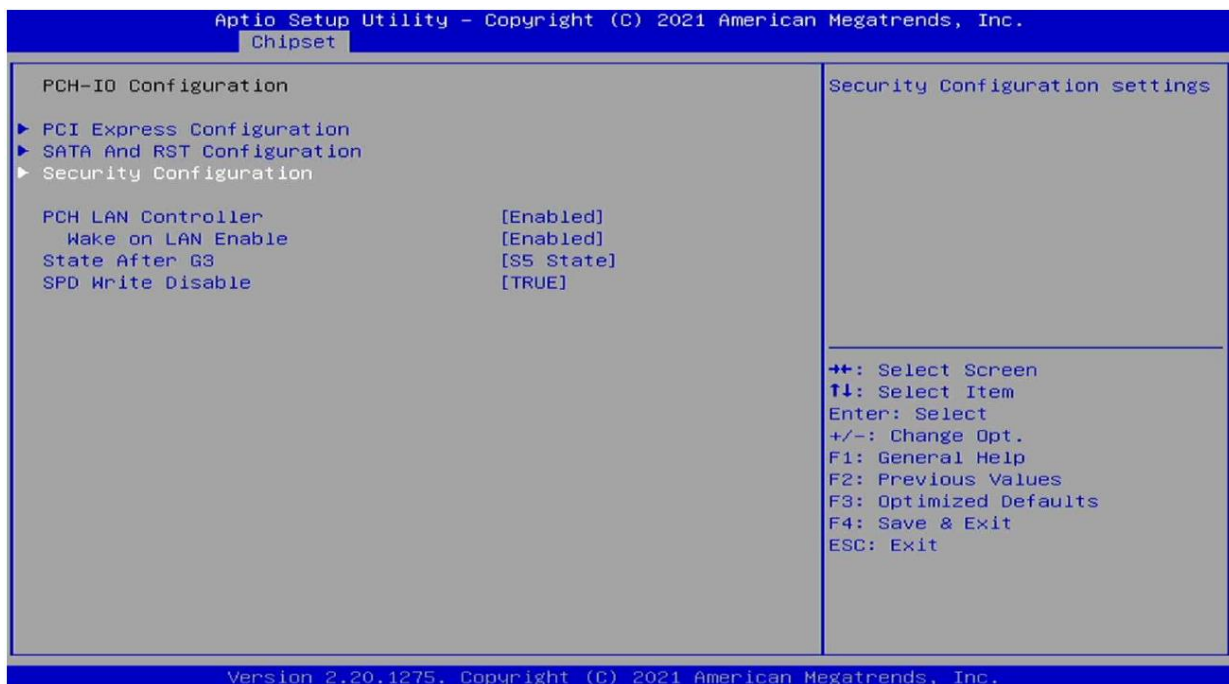 Aptio Setup Utility – Copyright (C) 2021 American Megatrends, Inc.
Chipset
PCH-IO Configuration
▶ PCI Express Configuration
▶ SATA And RST Configuration
▶ Security Configuration
PCH LAN Controller [Enabled]
Wake on LAN Enable [Enabled]
State After G3 [S5 State]
SPD Write Disable [TRUE]
Security Configuration settings
→←: Select Screen
↑↓: Select Item
Enter: Select
+/-: Change Opt.
F1: General Help
F2: Previous Values
F3: Optimized Defaults
F4: Save & Exit
ESC: Exit
Version 2.20.1275. Copyright (C) 2021 American Megatrends, Inc.